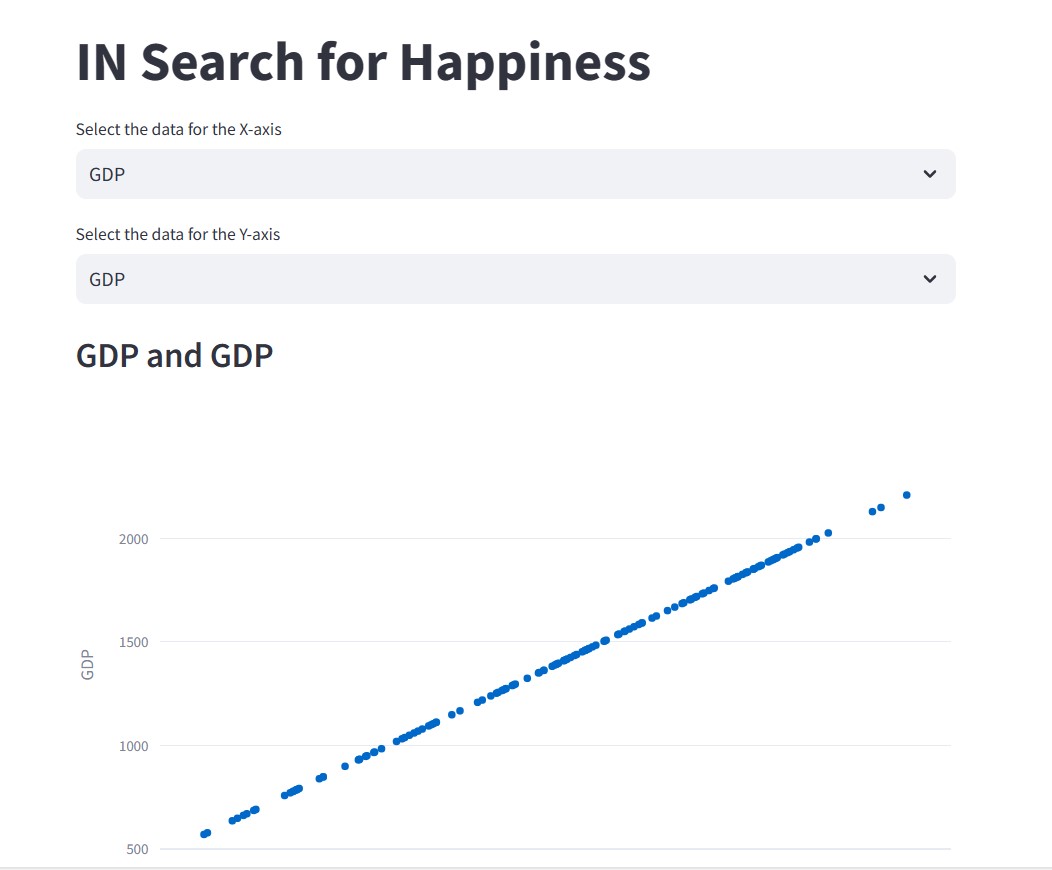 IN Search for Happiness
Select the data for the X-axis
GDP
Select the data for the Y-axis
GDP
GDP and GDP
2000
1500
GDP
1000
500